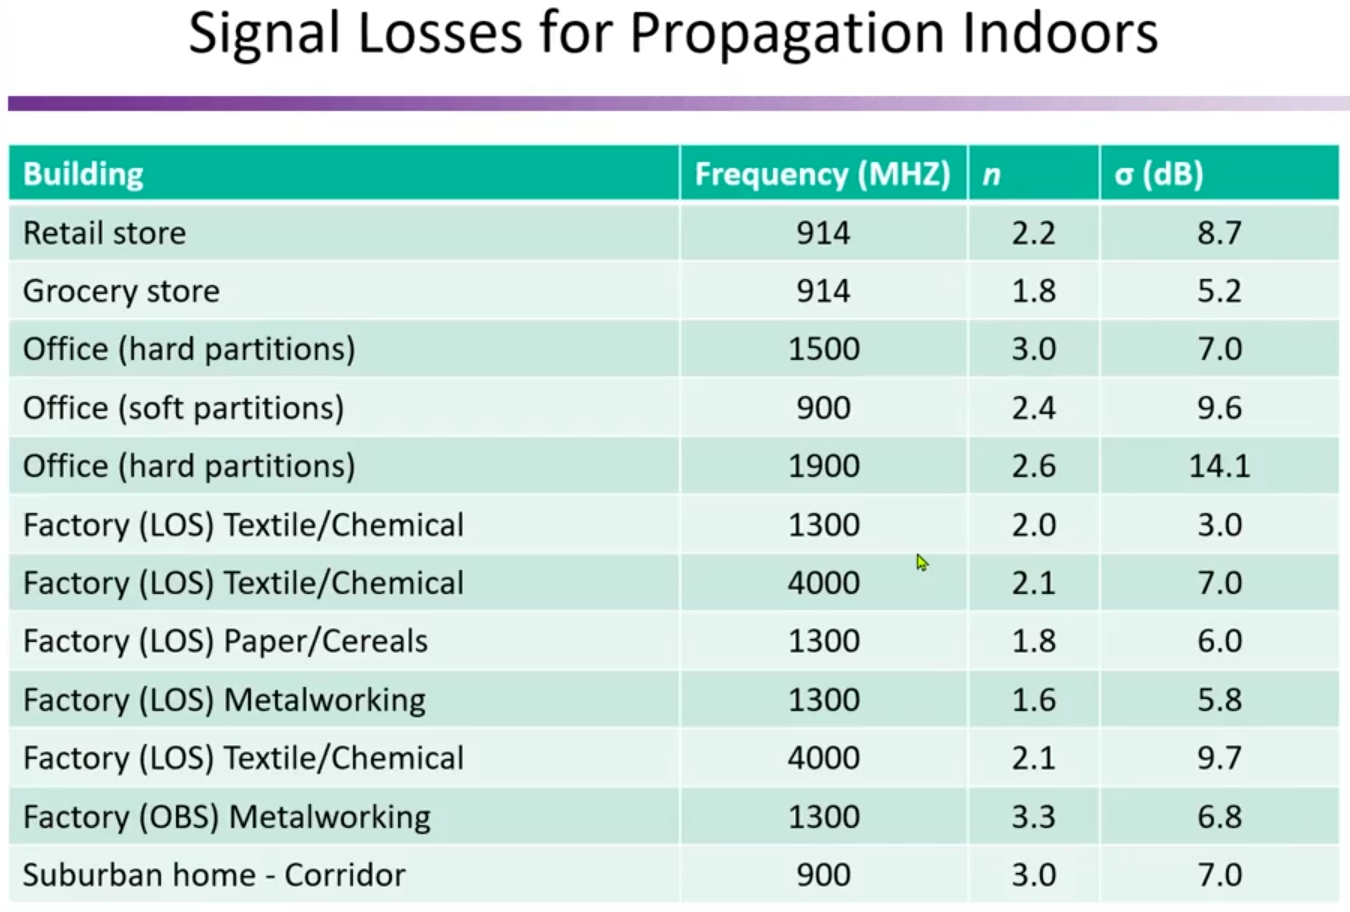 Signal Losses for Propagation Indoors
Building Frequency (MHZ) n σ (dB)
Retail store 914 2.2 8.7
Grocery store 914 1.8 5.2
Office (hard partitions) 1500 3.0 7.0
Office (soft partitions) 900 2.4 9.6
Office (hard partitions) 1900 2.6 14.1
Factory (LOS) Textile/Chemical 1300 2.0 3.0
Factory (LOS) Textile/Chemical 4000 2.1 7.0
Factory (LOS) Paper/Cereals 1300 1.8 6.0
Factory (LOS) Metalworking 1300 1.6 5.8
Factory (LOS) Textile/Chemical 4000 2.1 9.7
Factory (OBS) Metalworking 1300 3.3 6.8
Suburban home - Corridor 900 3.0 7.0